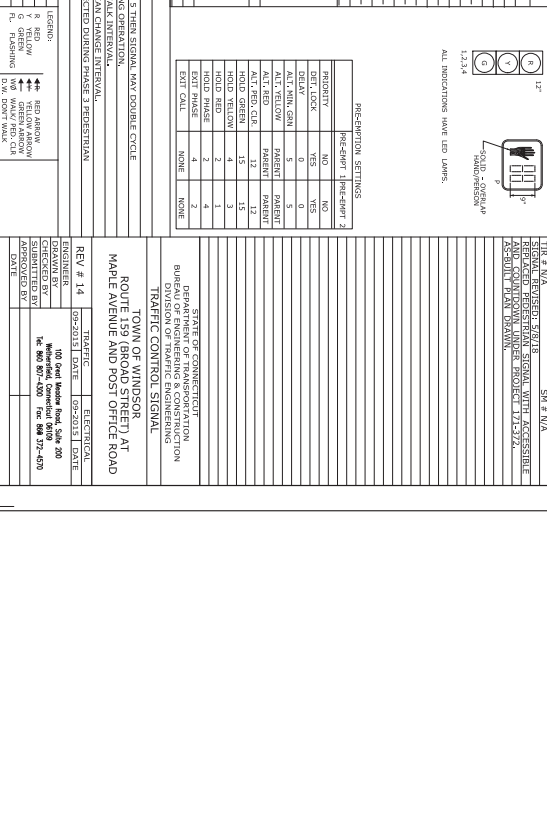 12"
R
Y
G
1,2,3,4
9"
P
SOLID - OVERLAP
HAND/PERSON
ALL INDICATIONS HAVE LED LAMPS.
PRE-EMPTION SETTINGS
PRE-EMPT 1 PRE-EMPT 2
PRIORITY NO NO
DET. LOCK YES YES
DELAY 0 0
ALT. MIN. GRN 5 5
ALT. YELLOW PARENT PARENT
ALT. RED PARENT PARENT
ALT. PED. CLR. 12 12
HOLD GREEN 15 15
HOLD YELLOW 4 3
HOLD RED 2 1
HOLD PHASE 2 4
EXIT PHASE 4 2
EXIT CALL NONE NONE
5 THEN SIGNAL MAY DOUBLE CYCLE
NG OPERATION.
ALK INTERVAL.
AN CHANGE INTERVAL.
CTED DURING PHASE 3 PEDESTRIAN
LEGEND:
R RED RED ARROW
Y YELLOW YELLOW ARROW
G GREEN GREEN ARROW
FL FLASHING WALK/ PED. CLR
D.W. DON'T WALK
TIR # N/A SM # N/A
SIGNAL REVISED: 5/8/18
REPLACED PEDESTRIAN SIGNAL WITH ACCESSIBLE
AND COUNTDOWN UNDER PROJECT 171-372.
AS-BUILT PLAN DRAWN.
STATE OF CONNECTICUT
DEPARTMENT OF TRANSPORTATION
BUREAU OF ENGINEERING & CONSTRUCTION
DIVISION OF TRAFFIC ENGINEERING
TRAFFIC CONTROL SIGNAL
TOWN OF WINDSOR
ROUTE 159 (BROAD STREET) AT
MAPLE AVENUE AND POST OFFICE ROAD
REV # 14 TRAFFIC ELECTRICAL
09-2015 DATE 09-2015 DATE
ENGINEER
DRAWN BY
CHECKED BY
SUBMITTED BY
APPROVED BY
DATE
100 Great Meadow Road, Suite 200
Wethersfield, Connecticut 06109
Tel: 860 807-4300 Fax: 860 372-4570